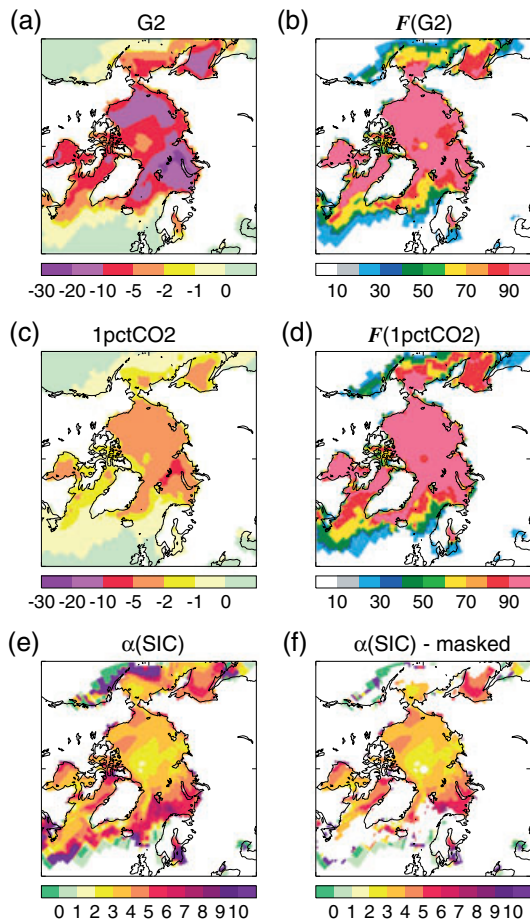 (a) G2 (b) F(G2)
-30 -20 -10 -5 -2 -1 0 10 30 50 70 90
(c) 1pctCO2 (d) F(1pctCO2)
-30 -20 -10 -5 -2 -1 0 10 30 50 70 90
(e) α(SIC) (f) α(SIC) - masked
0 1 2 3 4 5 6 7 8 9 10 0 1 2 3 4 5 6 7 8 9 10